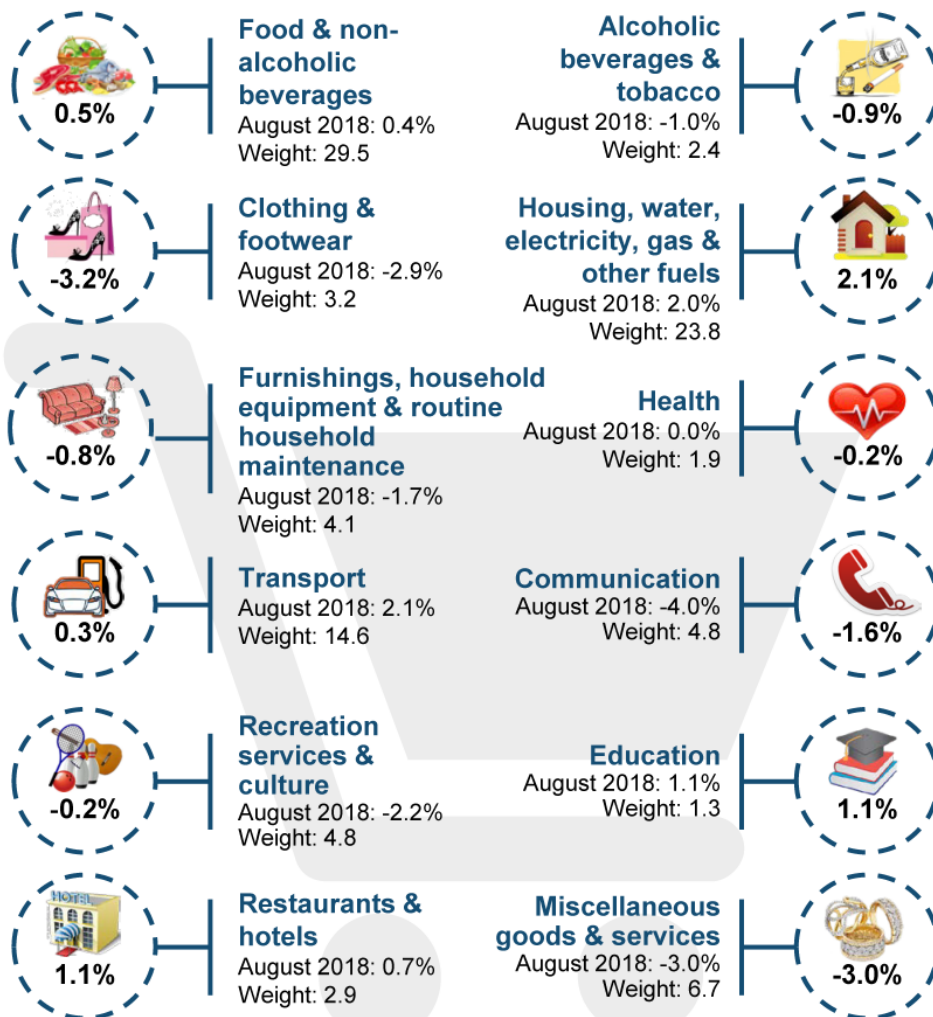 0.5%
Food & non-
alcoholic
beverages
August 2018: 0.4%
Weight: 29.5
Alcoholic
beverages &
tobacco
August 2018: -1.0%
Weight: 2.4
-0.9%
-3.2%
Clothing &
footwear
August 2018: -2.9%
Weight: 3.2
Housing, water,
electricity, gas &
other fuels
August 2018: 2.0%
Weight: 23.8
2.1%
-0.8%
Furnishings, household
equipment & routine
household
maintenance
August 2018: -1.7%
Weight: 4.1
Health
August 2018: 0.0%
Weight: 1.9
-0.2%
0.3%
Transport
August 2018: 2.1%
Weight: 14.6
Communication
August 2018: -4.0%
Weight: 4.8
-1.6%
-0.2%
Recreation
services &
culture
August 2018: -2.2%
Weight: 4.8
Education
August 2018: 1.1%
Weight: 1.3
1.1%
HOTEL
1.1%
Restaurants &
hotels
August 2018: 0.7%
Weight: 2.9
Miscellaneous
goods & services
August 2018: -3.0%
Weight: 6.7
-3.0%